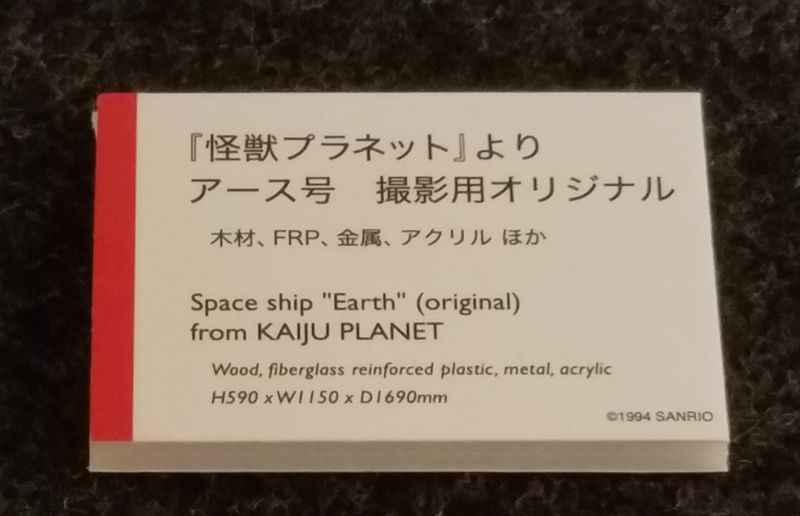 『怪獣プラネット』より
アース号　撮影用オリジナル
木材、FRP、金属、アクリル ほか
Space ship "Earth" (original)
from KAIJU PLANET
Wood, fiberglass reinforced plastic, metal, acrylic
H590 x W1150 x D1690mm
©1994 SANRIO